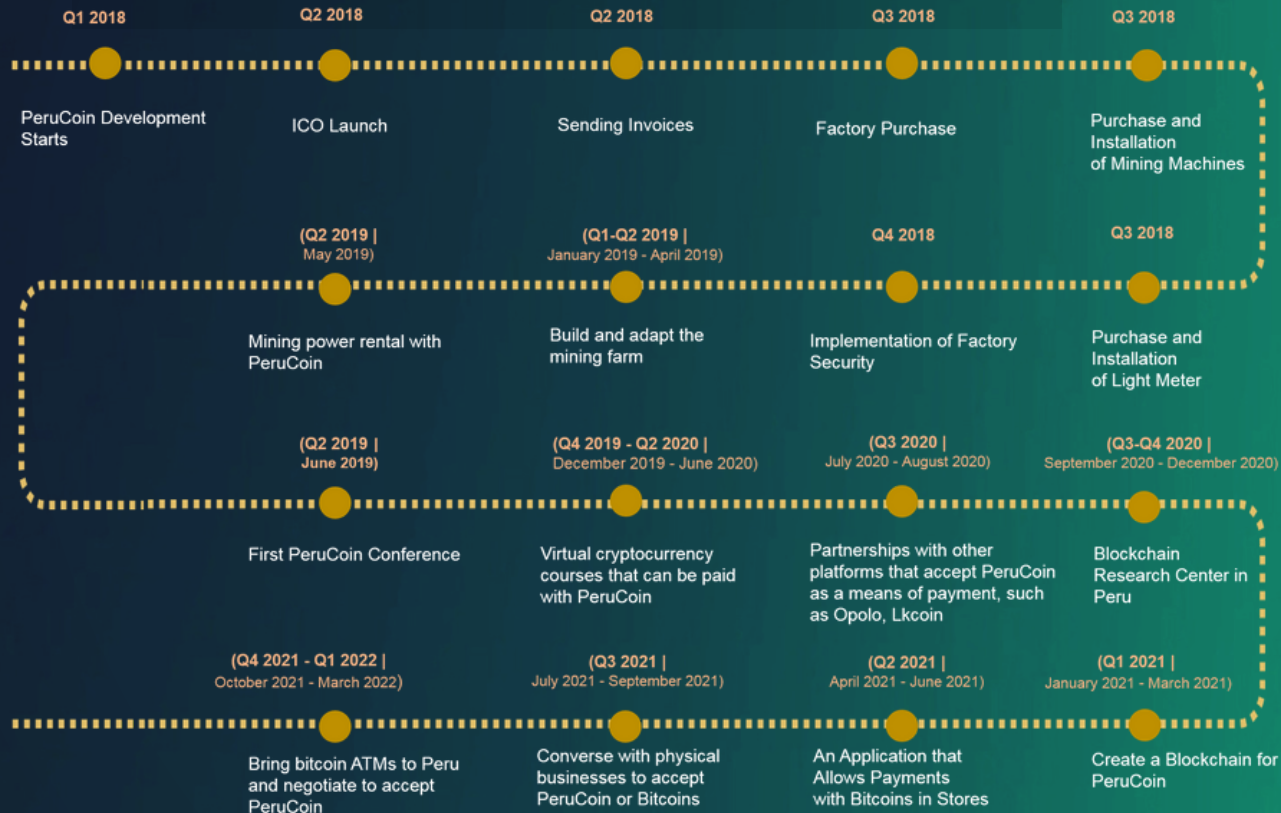 Q1 2018
PeruCoin Development
Starts
Q2 2018
ICO Launch
Q2 2018
Sending Invoices
Q3 2018
Factory Purchase
Q3 2018
Purchase and
Installation
of Mining Machines
Q3 2018
Purchase and
Installation
of Light Meter
Q4 2018
Implementation of Factory
Security
(Q1-Q2 2019 |
January 2019 - April 2019)
Build and adapt the
mining farm
(Q2 2019 |
May 2019)
Mining power rental with
PeruCoin
(Q2 2019 |
June 2019)
First PeruCoin Conference
(Q4 2019 - Q2 2020 |
December 2019 - June 2020)
Virtual cryptocurrency
courses that can be paid
with PeruCoin
(Q3 2020 |
July 2020 - August 2020)
Partnerships with other
platforms that accept PeruCoin
as a means of payment, such
as Opolo, Lkcoin
(Q3-Q4 2020 |
September 2020 - December 2020)
Blockchain
Research Center in
Peru
(Q1 2021 |
January 2021 - March 2021)
Create a Blockchain for
PeruCoin
(Q2 2021 |
April 2021 - June 2021)
An Application that
Allows Payments
with Bitcoins in Stores
(Q3 2021 |
July 2021 - September 2021)
Converse with physical
businesses to accept
PeruCoin or Bitcoins
(Q4 2021 - Q1 2022 |
October 2021 - March 2022)
Bring bitcoin ATMs to Peru
and negotiate to accept
PeruCoin